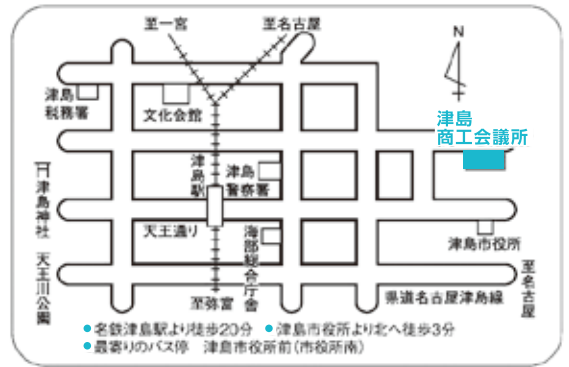 至一宮
至名古屋
N
津島
税務署
文化会館
津島
商工会議所
津島駅
津島
警察署
津島神社
天王川公園
天王通り
海部総合庁舎
津島市役所
至名古屋
至弥富
県道名古屋津島線
●名鉄津島駅より徒歩20分 ●津島市役所より北へ徒歩3分
●最寄りのバス停 津島市役所前(市役所南)